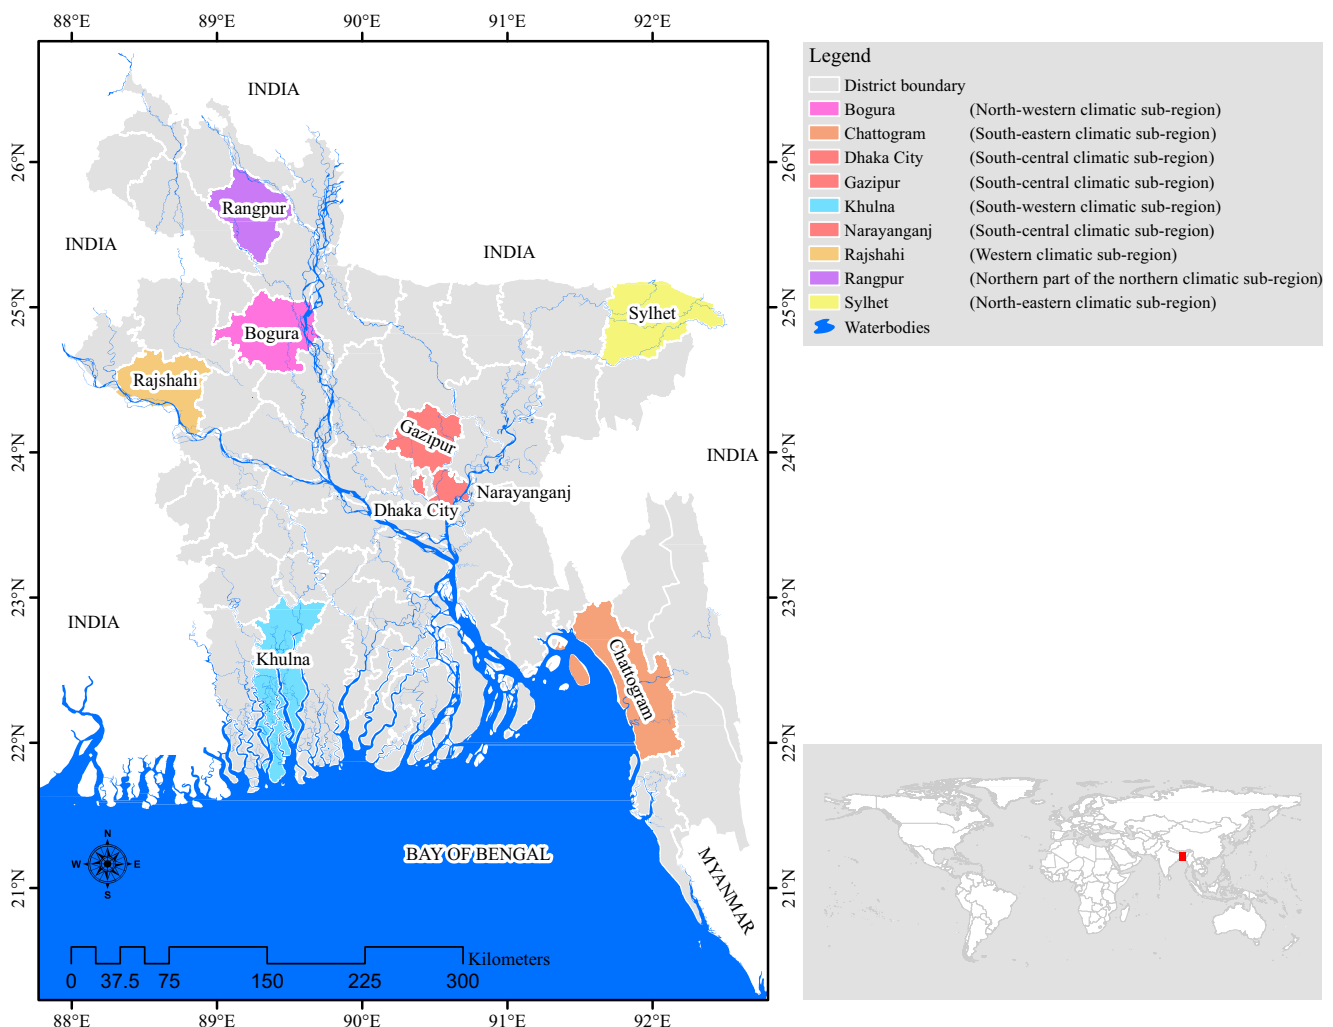 88°E 89°E 90°E 91°E 92°E
Legend
District boundary
Bogura (North-western climatic sub-region)
Chattogram (South-eastern climatic sub-region)
Dhaka City (South-central climatic sub-region)
Gazipur (South-central climatic sub-region)
Khulna (South-western climatic sub-region)
Narayanganj (South-central climatic sub-region)
Rajshahi (Western climatic sub-region)
Rangpur (Northern part of the northern climatic sub-region)
Sylhet (North-eastern climatic sub-region)
Waterbodies
INDIA
26°N 26°N
Rangpur
INDIA
INDIA
25°N 25°N
Sylhet
Bogura
Rajshahi
Gazipur
24°N 24°N
INDIA
Narayanganj
Dhaka City
23°N 23°N
INDIA
Khulna
Chattogram
22°N 22°N
N
W E
S
BAY OF BENGAL
MYANMAR
21°N 21°N
Kilometers
0 37.5 75 150 225 300
88°E 89°E 90°E 91°E 92°E